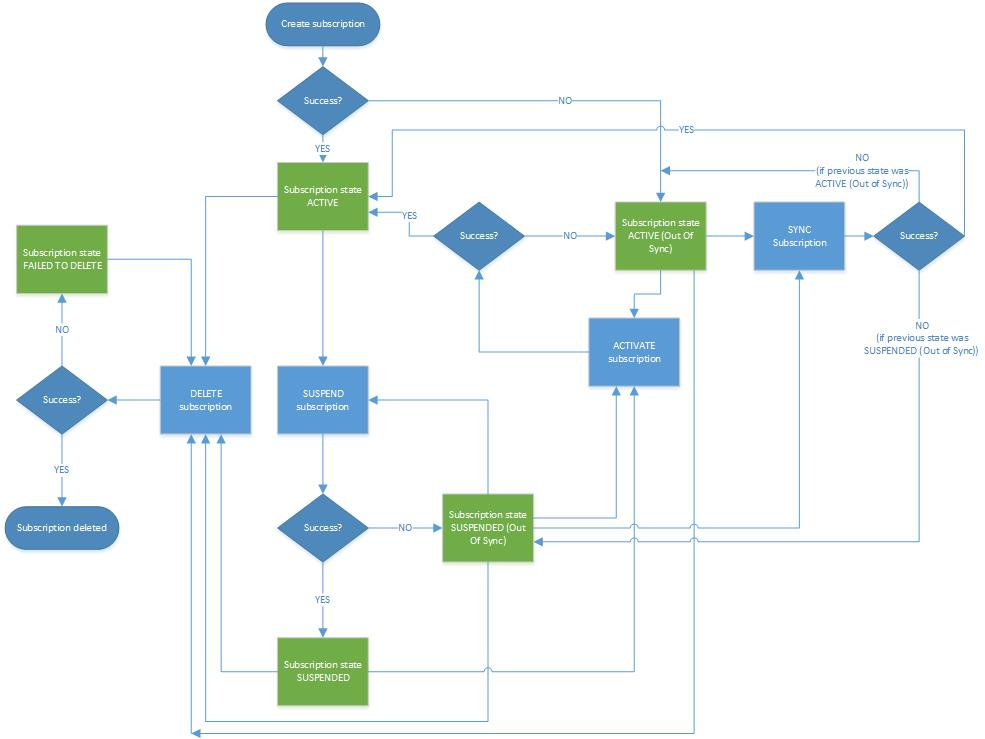 Create subscription
Success?
NO
YES
YES
NO
(if previous state was
ACTIVE (Out of Sync))
Subscription state
ACTIVE
YES
Success?
NO
Subscription state
ACTIVE (Out Of
Sync)
SYNC
Subscription
Success?
Subscription state
FAILED TO DELETE
NO
NO
(if previous state was
SUSPENDED (Out of Sync))
ACTIVATE
subscription
Success?
DELETE
subscription
SUSPEND
subscription
YES
Subscription deleted
Success?
NO
Subscription state
SUSPENDED (Out
Of Sync)
YES
Subscription state
SUSPENDED